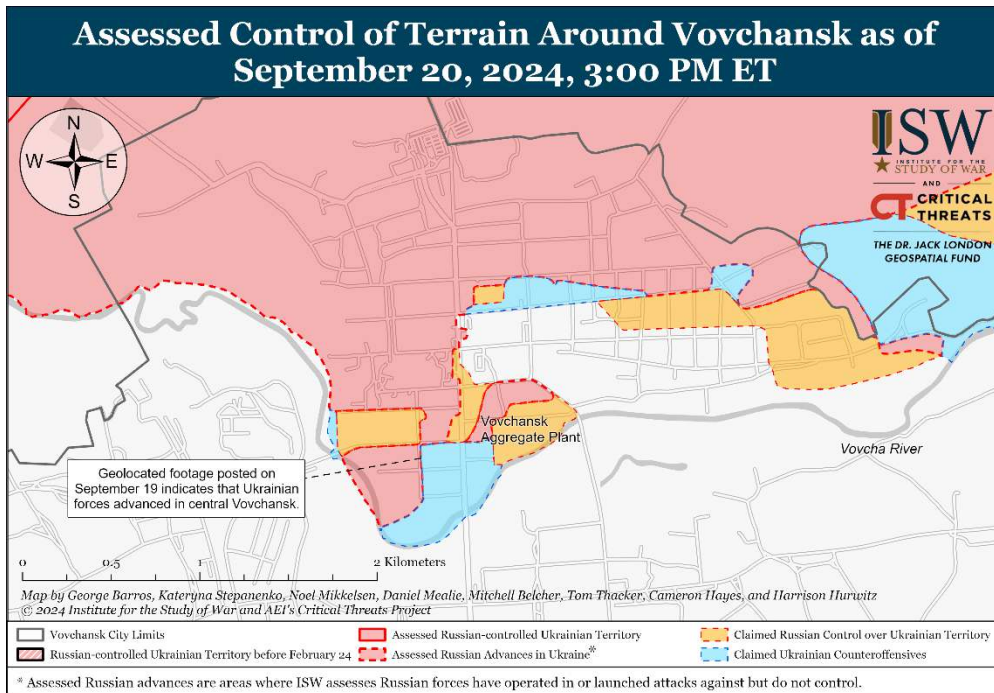 Assessed Control of Terrain Around Vovchansk as of
September 20, 2024, 3:00 PM ET
N
W E
S
ISW
INSTITUTE FOR THE
STUDY OF WAR
AND
CT CRITICAL
THREATS
THE DR. JACK LONDON
GEOSPATIAL FUND
Vovchansk
Aggregate Plant
Vovcha River
Geolocated footage posted on
September 19 indicates that Ukrainian
forces advanced in central Vovchansk.
0 0.5 1 2 Kilometers
Map by George Barros, Kateryna Stepanenko, Noel Mikkelsen, Daniel Mealie, Mitchell Belcher, Tom Thacker, Cameron Hayes, and Harrison Hurwitz
© 2024 Institute for the Study of War and AEI's Critical Threats Project
Vovchansk City Limits
Assessed Russian-controlled Ukrainian Territory
Claimed Russian Control over Ukrainian Territory
Russian-controlled Ukrainian Territory before February 24
Assessed Russian Advances in Ukraine*
Claimed Ukrainian Counteroffensives
* Assessed Russian advances are areas where ISW assesses Russian forces have operated in or launched attacks against but do not control.